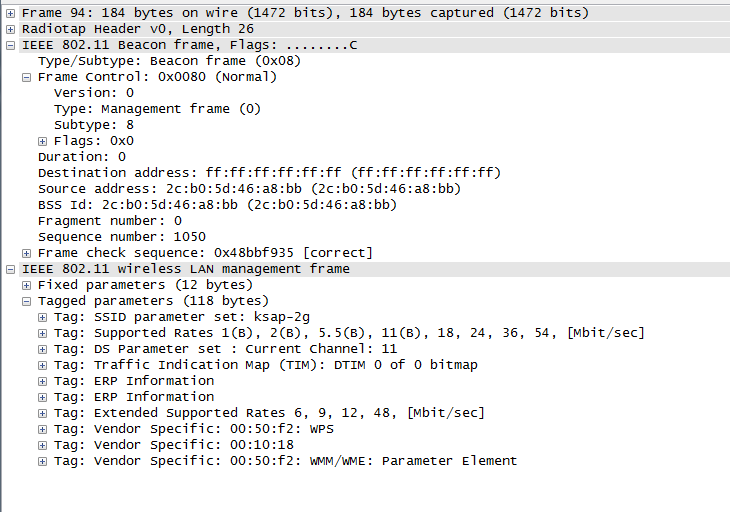 Frame 94: 184 bytes on wire (1472 bits), 184 bytes captured (1472 bits)
Radiotap Header v0, Length 26
IEEE 802.11 Beacon frame, Flags: ........C
Type/Subtype: Beacon frame (0x08)
Frame Control: 0x0080 (Normal)
Version: 0
Type: Management frame (0)
Subtype: 8
Flags: 0x0
Duration: 0
Destination address: ff:ff:ff:ff:ff:ff (ff:ff:ff:ff:ff:ff)
Source address: 2c:b0:5d:46:a8:bb (2c:b0:5d:46:a8:bb)
BSS Id: 2c:b0:5d:46:a8:bb (2c:b0:5d:46:a8:bb)
Fragment number: 0
Sequence number: 1050
Frame check sequence: 0x48bbf935 [correct]
IEEE 802.11 wireless LAN management frame
Fixed parameters (12 bytes)
Tagged parameters (118 bytes)
Tag: SSID parameter set: ksap-2g
Tag: Supported Rates 1(B), 2(B), 5.5(B), 11(B), 18, 24, 36, 54, [Mbit/sec]
Tag: DS Parameter set : Current Channel: 11
Tag: Traffic Indication Map (TIM): DTIM 0 of 0 bitmap
Tag: ERP Information
Tag: ERP Information
Tag: Extended Supported Rates 6, 9, 12, 48, [Mbit/sec]
Tag: Vendor Specific: 00:50:f2: WPS
Tag: Vendor Specific: 00:10:18
Tag: Vendor Specific: 00:50:f2: WMM/WME: Parameter Element